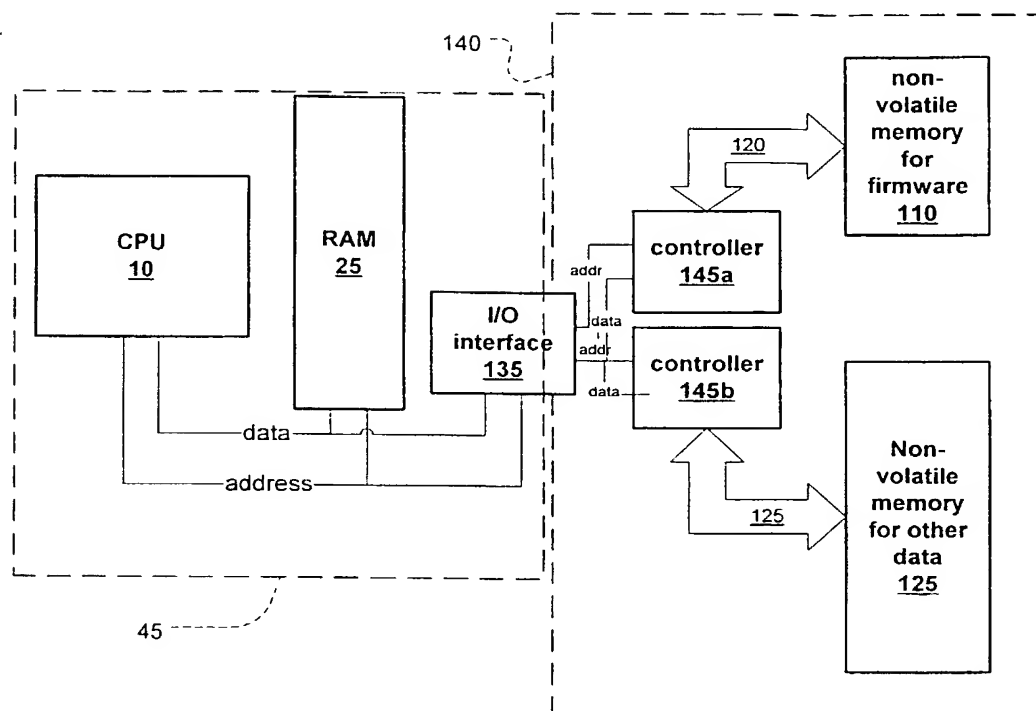 140
non-
volatile
memory
for
firmware
110
120
CPU
10
RAM
25
controller
145a
addr
data
I/O
interface
135
addr
data
controller
145b
data
address
125
Non-
volatile
memory
for other
data
125
45